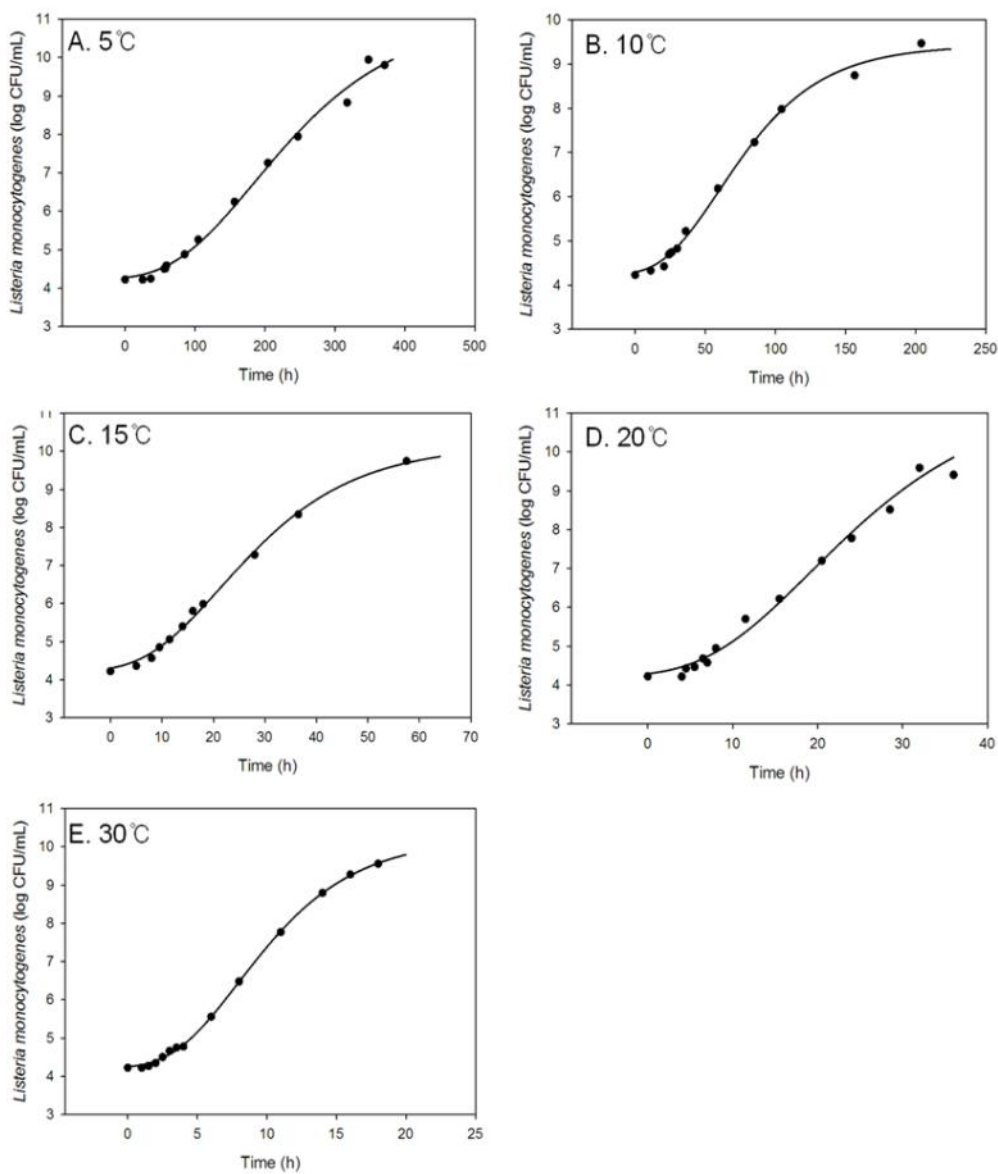 A. 5℃
Listeria monocytogenes (log CFU/mL)
11
10
9
8
7
6
5
4
3
0 100 200 300 400 500
Time (h)
B. 10℃
Listeria monocytogenes (log CFU/mL)
10
9
8
7
6
5
4
3
0 50 100 150 200 250
Time (h)
C. 15℃
Listeria monocytogenes (log CFU/mL)
11
10
9
8
7
6
5
4
3
0 10 20 30 40 50 60 70
Time (h)
D. 20℃
Listeria monocytogenes (log CFU/mL)
11
10
9
8
7
6
5
4
3
0 10 20 30 40
Time (h)
E. 30℃
Listeria monocytogenes (log CFU/mL)
11
10
9
8
7
6
5
4
3
0 5 10 15 20 25
Time (h)